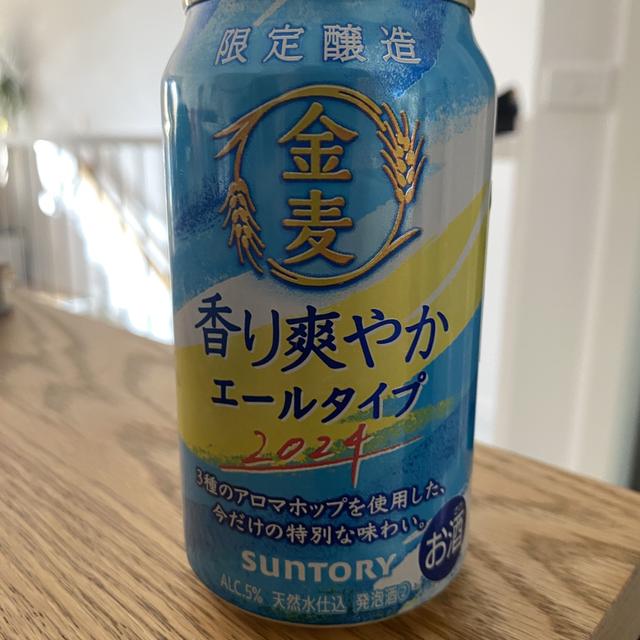 限定醸造
金麦
香り爽やか
エールタイプ
2024
3種のアロマホップを使用した、
今だけの特別な味わい。
お酒
SUNTORY
ALC.5% 天然水仕込 発泡酒